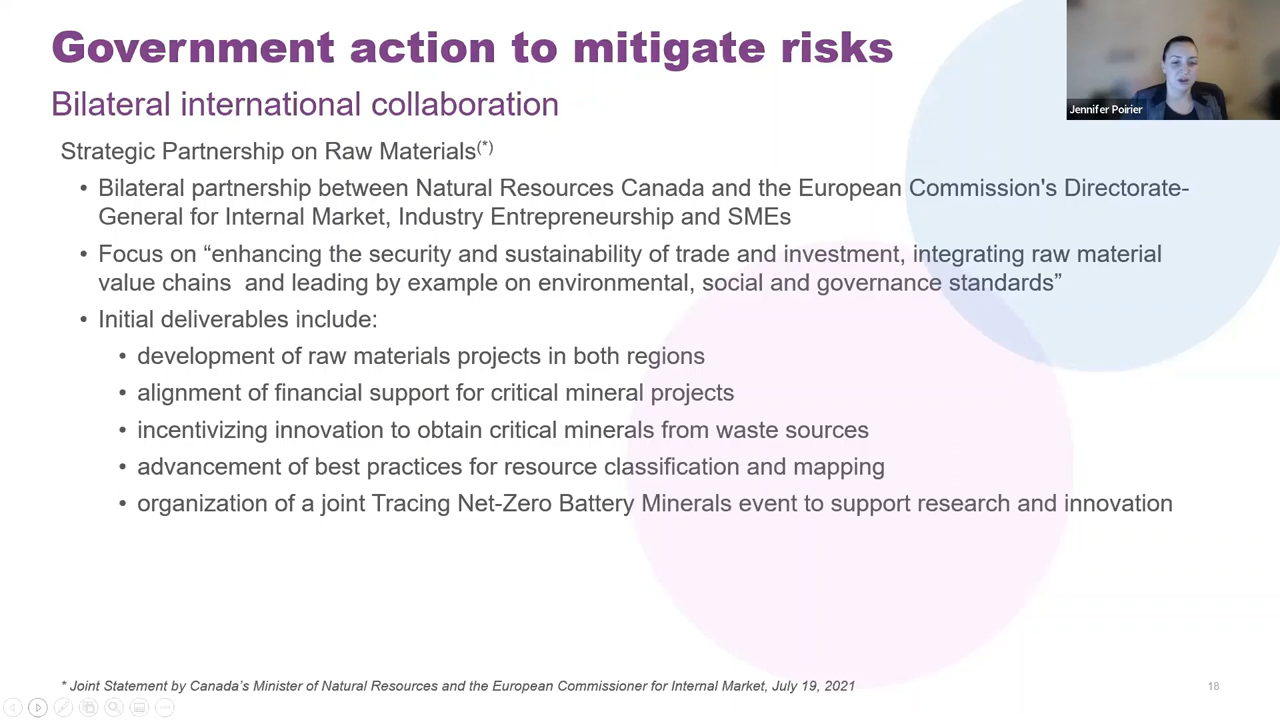 Government action to mitigate risks
Bilateral international collaboration
Jennifer Poirier
Strategic Partnership on Raw Materials(*)
• Bilateral partnership between Natural Resources Canada and the European Commission's Directorate-
General for Internal Market, Industry Entrepreneurship and SMEs
• Focus on “enhancing the security and sustainability of trade and investment, integrating raw material
value chains  and leading by example on environmental, social and governance standards”
• Initial deliverables include:
• development of raw materials projects in both regions
• alignment of financial support for critical mineral projects
• incentivizing innovation to obtain critical minerals from waste sources
• advancement of best practices for resource classification and mapping
• organization of a joint Tracing Net-Zero Battery Minerals event to support research and innovation
* Joint Statement by Canada’s Minister of Natural Resources and the European Commissioner for Internal Market, July 19, 2021
18